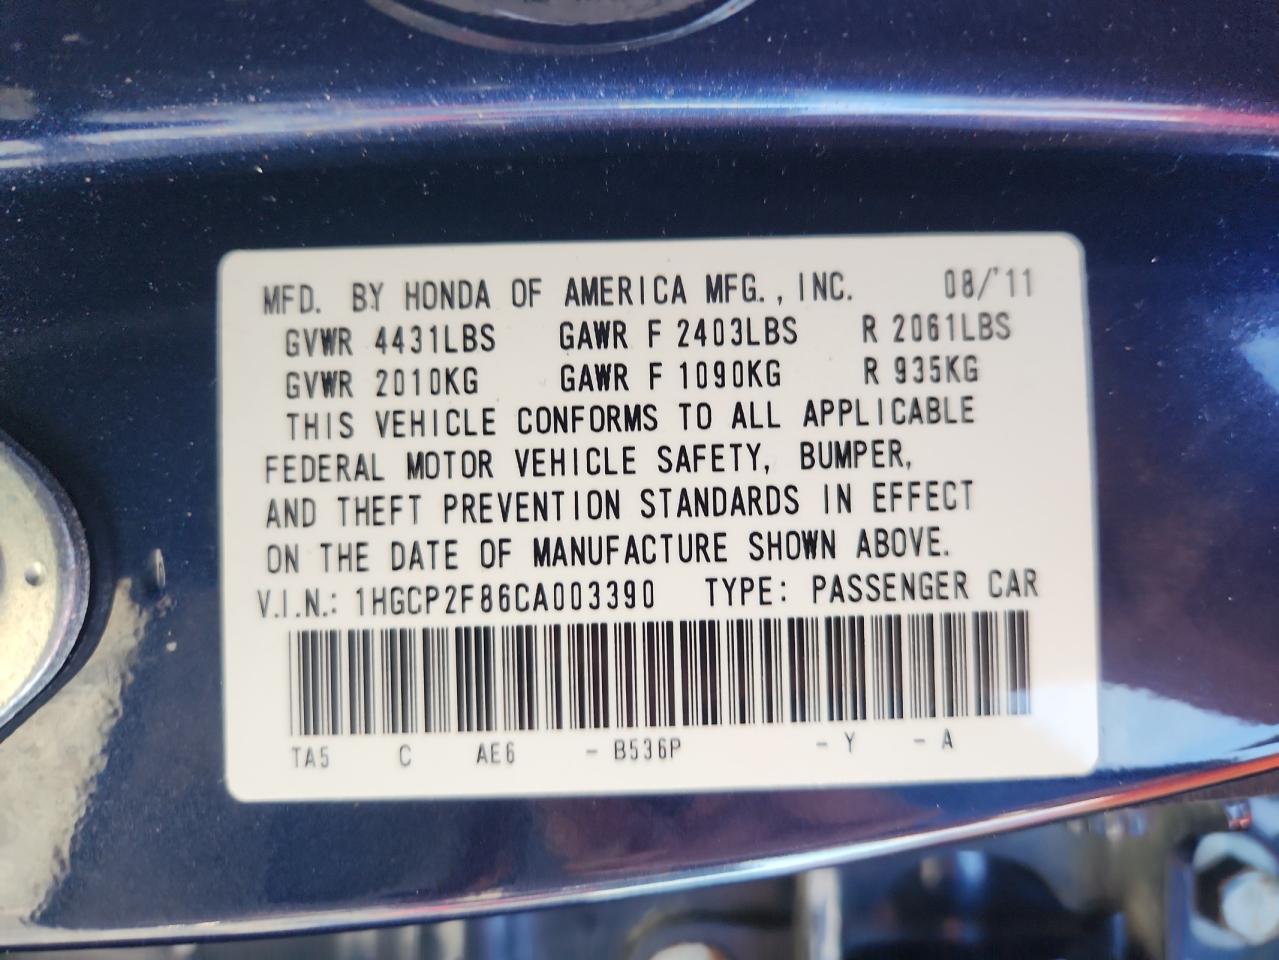 MFD. BY HONDA OF AMERICA MFG., INC. 08/'11
GVWR 4431LBS GAWR F 2403LBS R 2061LBS
GVWR 2010KG GAWR F 1090KG R 935KG
THIS VEHICLE CONFORMS TO ALL APPLICABLE
FEDERAL MOTOR VEHICLE SAFETY, BUMPER,
AND THEFT PREVENTION STANDARDS IN EFFECT
ON THE DATE OF MANUFACTURE SHOWN ABOVE.
V.I.N.: 1HGCP2F86CA003390 TYPE: PASSENGER CAR
TA5 C AE6 - B536P - Y - A